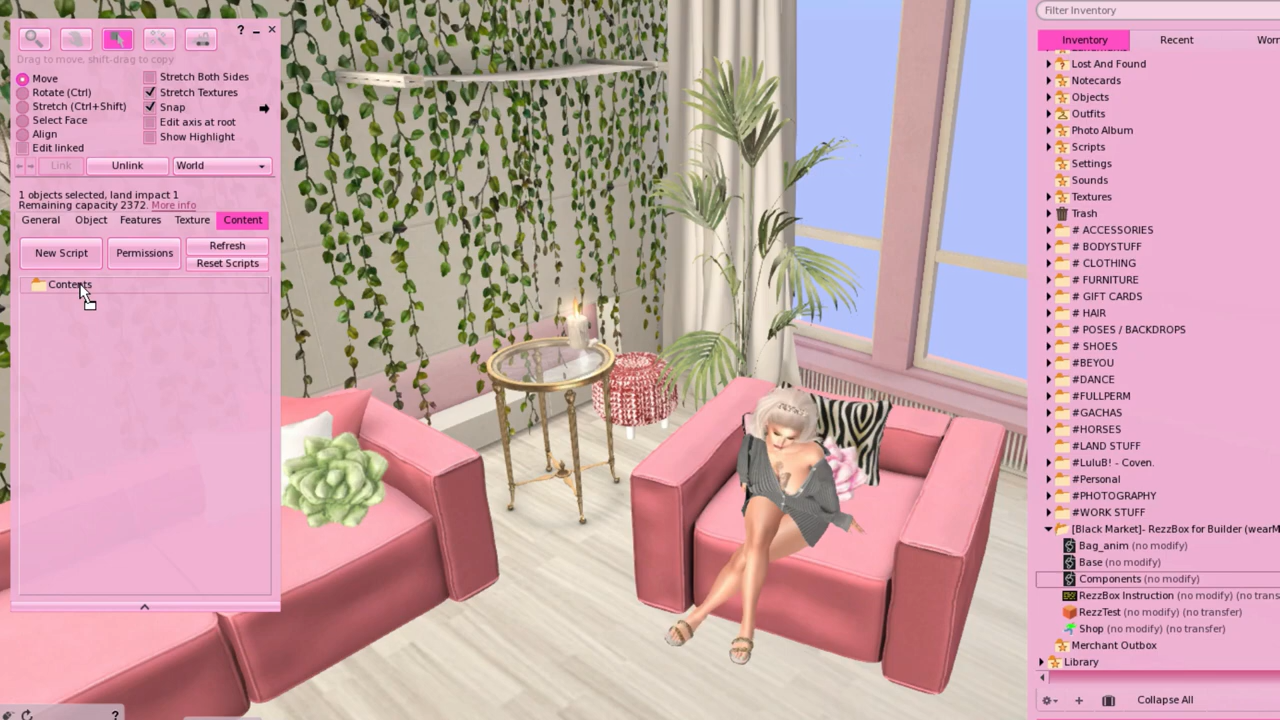 ? _ ×
Drag to move, shift-drag to copy
Move
Rotate (Ctrl)
Stretch (Ctrl+Shift)
Select Face
Align
Edit linked
Stretch Both Sides
Stretch Textures
Snap
Edit axis at root
Show Highlight
Link Unlink World
1 objects selected, land impact 1
Remaining capacity 2372. More info
General Object Features Texture Content
New Script Permissions Refresh
Reset Scripts
Contents
?
Filter Inventory
Inventory Recent Worn
Lost And Found
Notecards
Objects
Outfits
Photo Album
Scripts
Settings
Sounds
Textures
Trash
# ACCESSORIES
# BODYSTUFF
# CLOTHING
# FURNITURE
# GIFT CARDS
# HAIR
# POSES / BACKDROPS
# SHOES
#BEYOU
#DANCE
#FULLPERM
#GACHAS
#HORSES
#LAND STUFF
#LuluB! - Coven.
#Personal
#PHOTOGRAPHY
#WORK STUFF
[Black Market]- RezzBox for Builder (wearM
Bag_anim (no modify)
Base (no modify)
Components (no modify)
RezzBox Instruction (no modify) (no trans
RezzTest (no modify) (no transfer)
Shop (no modify) (no transfer)
Merchant Outbox
Library
+ Collapse All